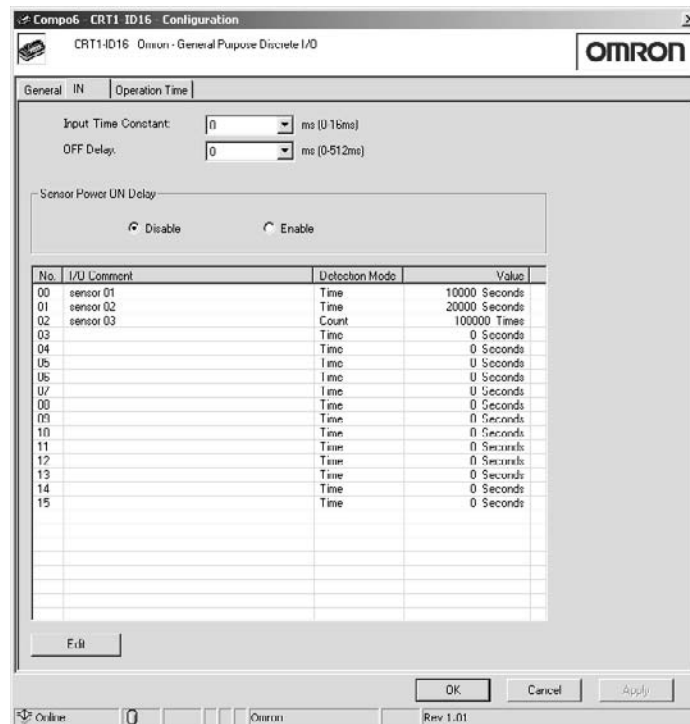 Compo6 - CRT1-ID16 - Configuration
CRT1-ID16 Omron - General Purpose Discrete I/O
OMRON
General IN Operation Time
Input Time Constant: 0 ms (0-16ms)
OFF Delay: 0 ms (0-512ms)
Sensor Power ON Delay
Disable Enable
No. I/O Comment Detection Mode Value
00 sensor 01 Time 10000 Seconds
01 sensor 02 Time 20000 Seconds
02 sensor 03 Count 100000 Times
03 Time 0 Seconds
04 Time 0 Seconds
05 Time 0 Seconds
06 Time 0 Seconds
07 Time 0 Seconds
08 Time 0 Seconds
09 Time 0 Seconds
10 Time 0 Seconds
11 Time 0 Seconds
12 Time 0 Seconds
13 Time 0 Seconds
14 Time 0 Seconds
15 Time 0 Seconds
Edit
OK Cancel Apply
Online 0 Omron Rev 1.01